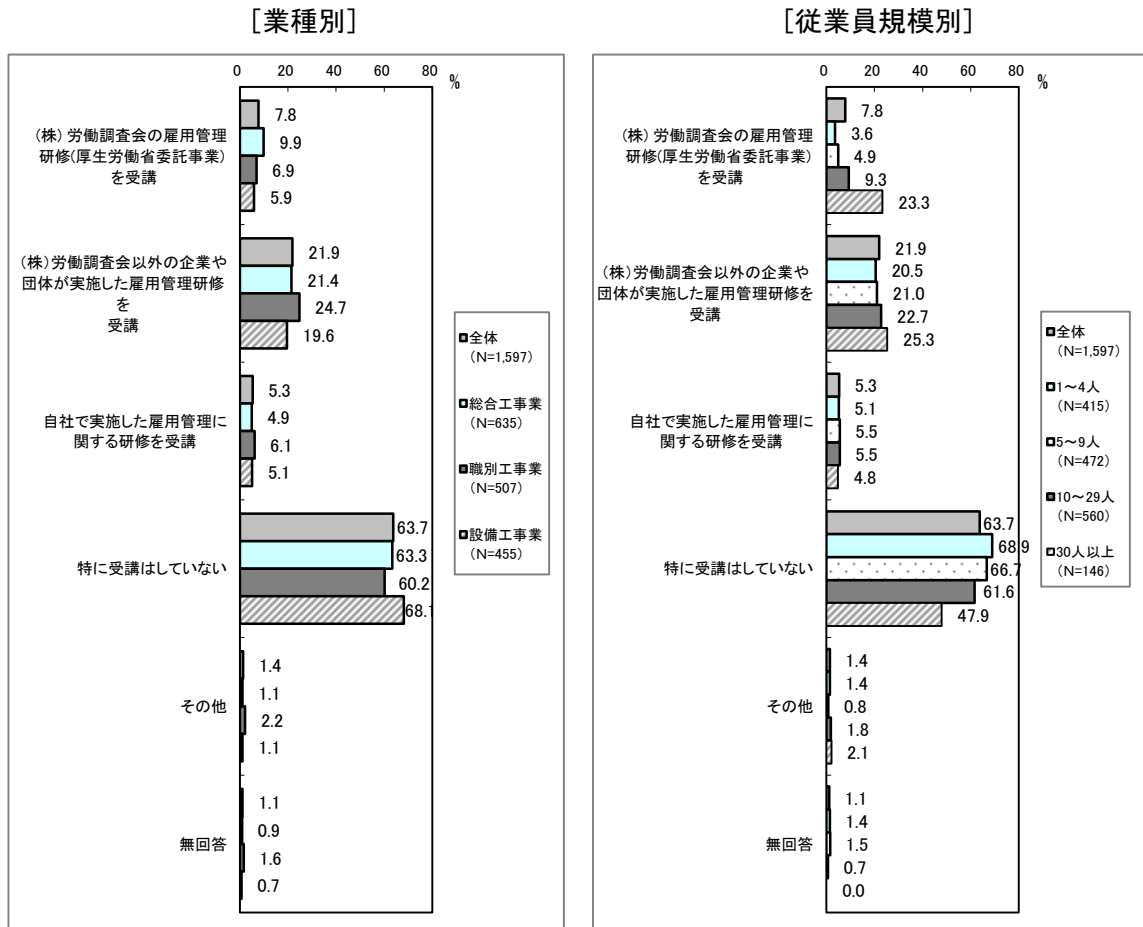 [業種別]
0 20 40 60 80
%
(株)労働調査会の雇用管理
研修(厚生労働省委託事業)
を受講
7.8
9.9
6.9
5.9
(株)労働調査会以外の企業や
団体が実施した雇用管理研修
を
受講
21.9
21.4
24.7
19.6
自社で実施した雇用管理に
関する研修を受講
5.3
4.9
6.1
5.1
特に受講はしていない
63.7
63.3
60.2
68.1
その他
1.4
1.1
2.2
1.1
無回答
1.1
0.9
1.6
0.7
全体
(N=1,597)
総合工事業
(N=635)
職別工事業
(N=507)
設備工事業
(N=455)
[従業員規模別]
0 20 40 60 80
%
(株)労働調査会の雇用管理
研修(厚生労働省委託事業)
を受講
7.8
3.6
4.9
9.3
23.3
(株)労働調査会以外の企業や
団体が実施した雇用管理研修を
受講
21.9
20.5
21.0
22.7
25.3
自社で実施した雇用管理に
関する研修を受講
5.3
5.1
5.5
5.5
4.8
特に受講はしていない
63.7
68.9
66.7
61.6
47.9
その他
1.4
1.4
0.8
1.8
2.1
無回答
1.1
1.4
1.5
0.7
0.0
全体
(N=1,597)
1~4人
(N=415)
5~9人
(N=472)
10~29人
(N=560)
30人以上
(N=146)